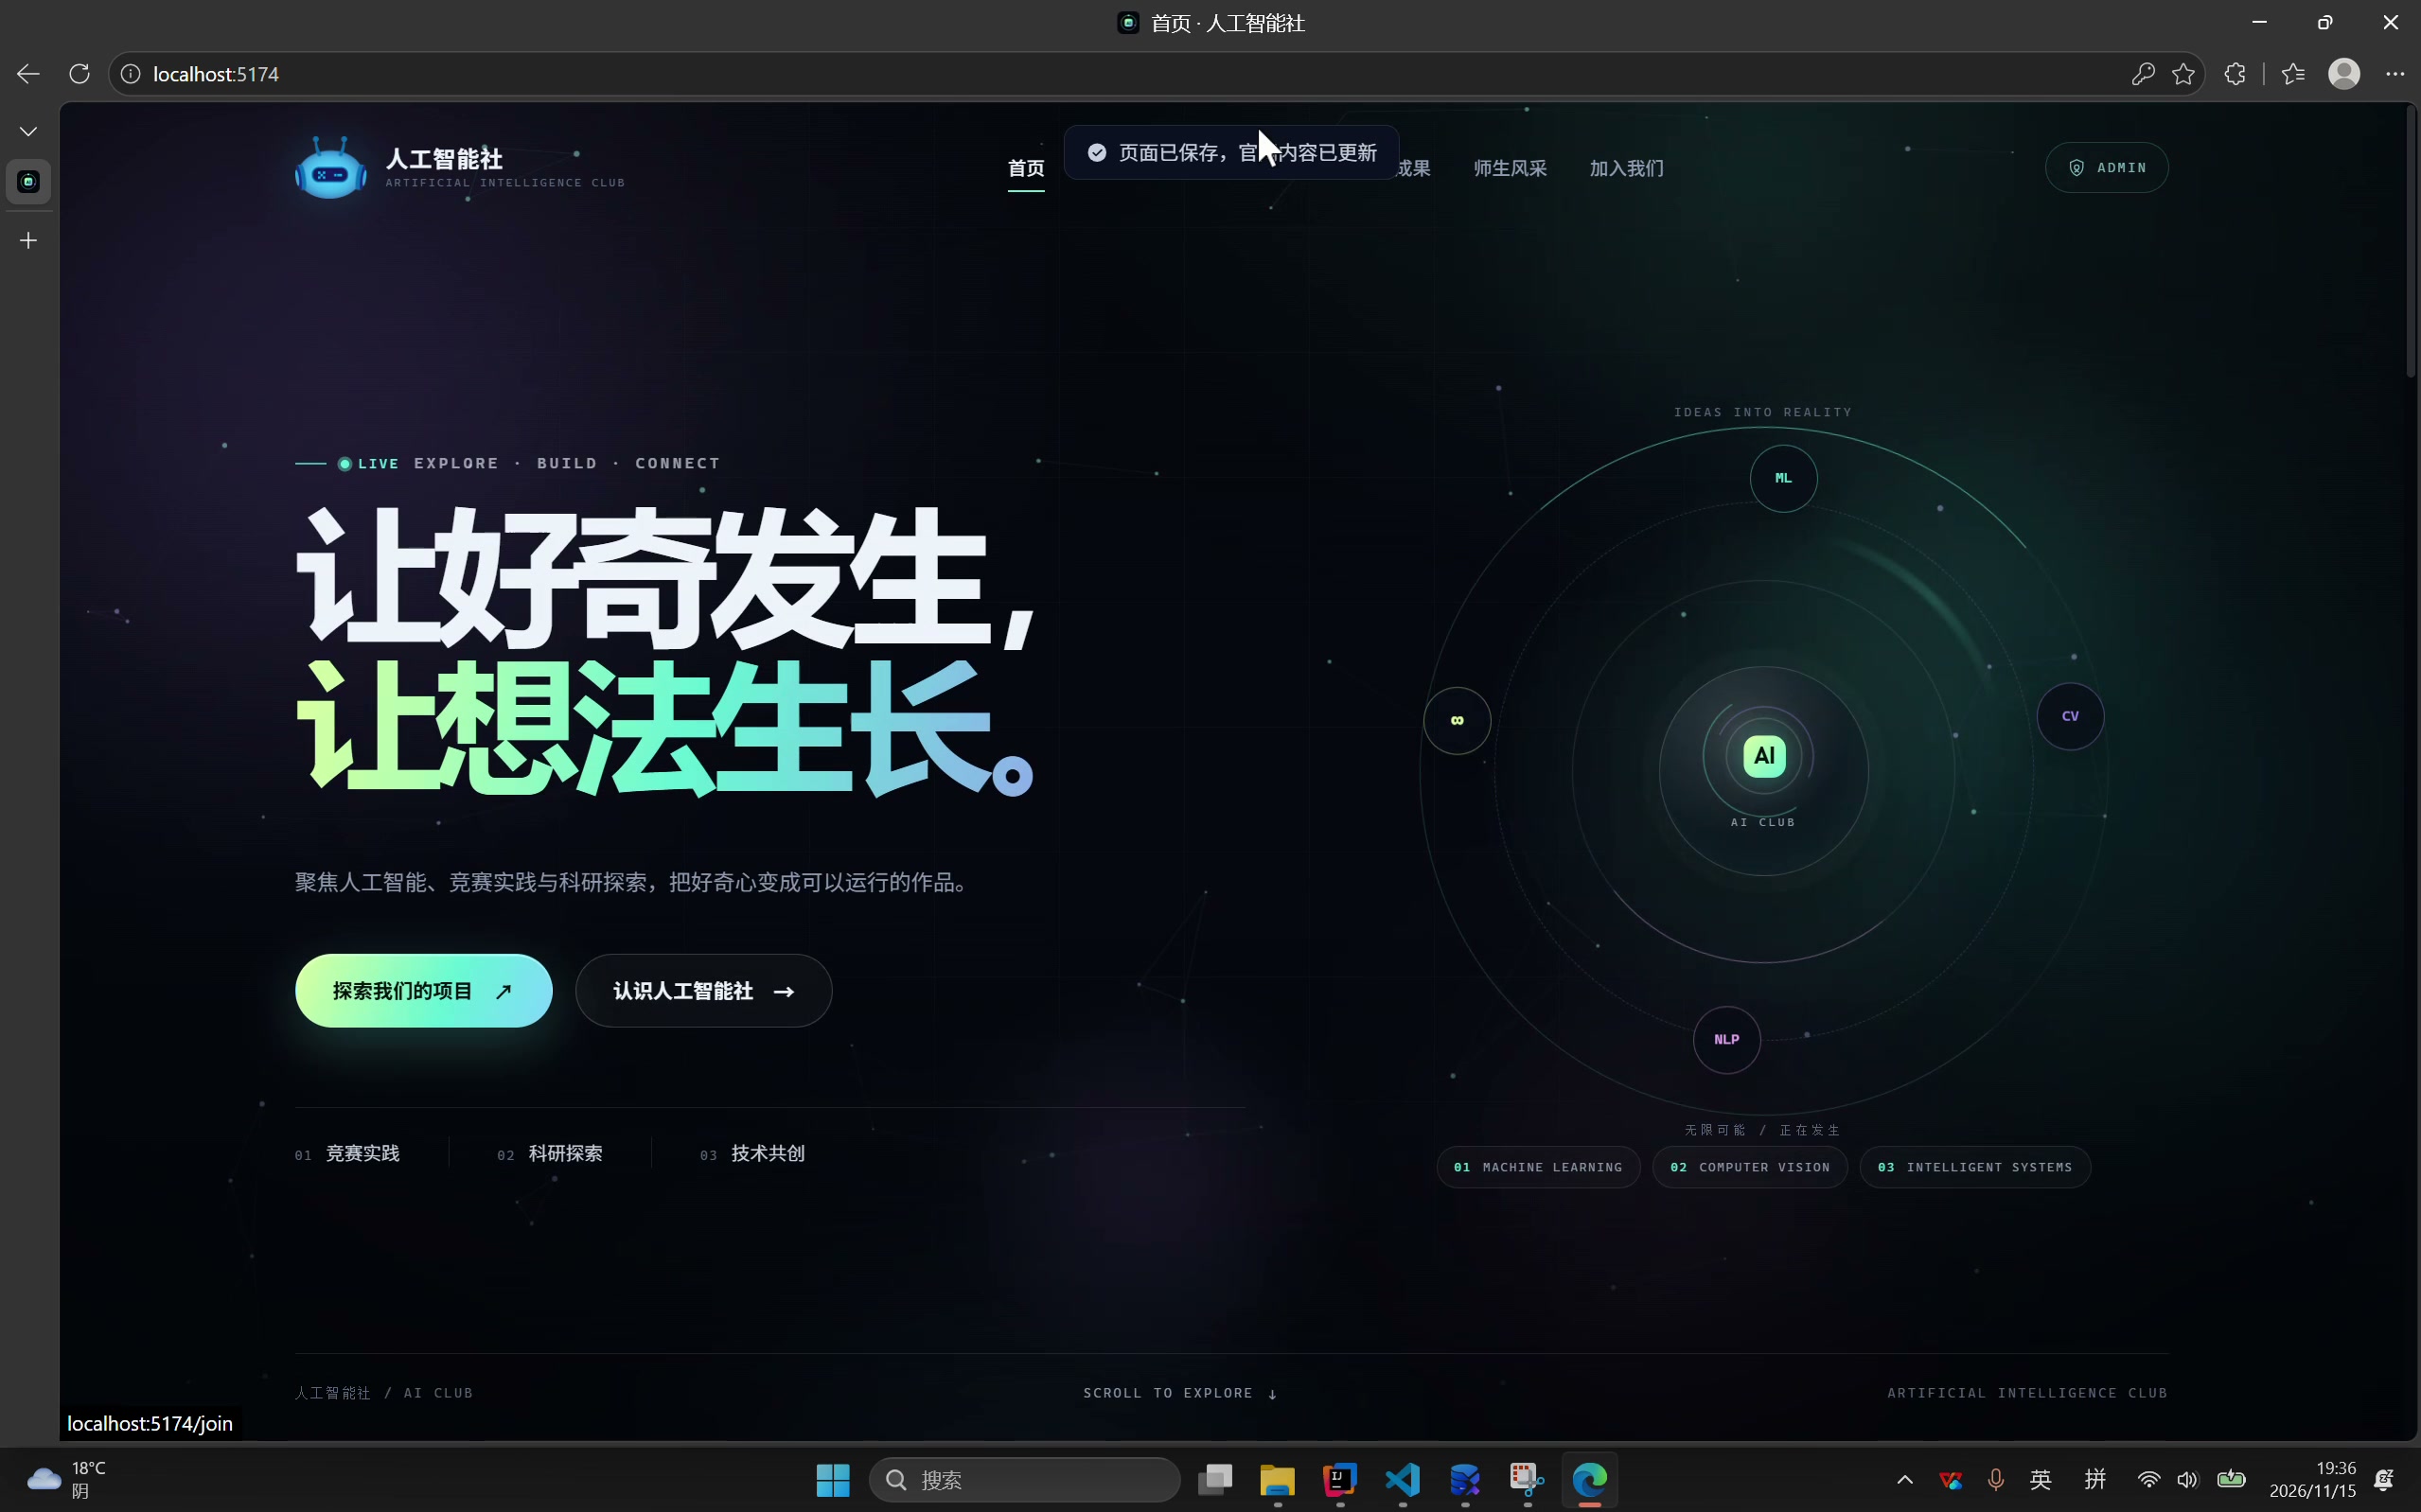 首页 · 人工智能社
localhost:5174
人工智能社
ARTIFICIAL INTELLIGENCE CLUB
首页
页面已保存，官 内容已更新
成果
师生风采
加入我们
ADMIN
LIVE EXPLORE · BUILD · CONNECT
让好奇发生，
让想法生长。
聚焦人工智能、竞赛实践与科研探索，把好奇心变成可以运行的作品。
探索我们的项目 ↗
认识人工智能社 →
01 竞赛实践
02 科研探索
03 技术共创
IDEAS INTO REALITY
ML
∞
CV
AI
AI CLUB
NLP
无限可能 / 正在发生
01 MACHINE LEARNING
02 COMPUTER VISION
03 INTELLIGENT SYSTEMS
人工智能社 / AI CLUB
SCROLL TO EXPLORE ↓
ARTIFICIAL INTELLIGENCE CLUB
localhost:5174/join
18°C
阴
搜索
英
拼
19:36
2026/11/15